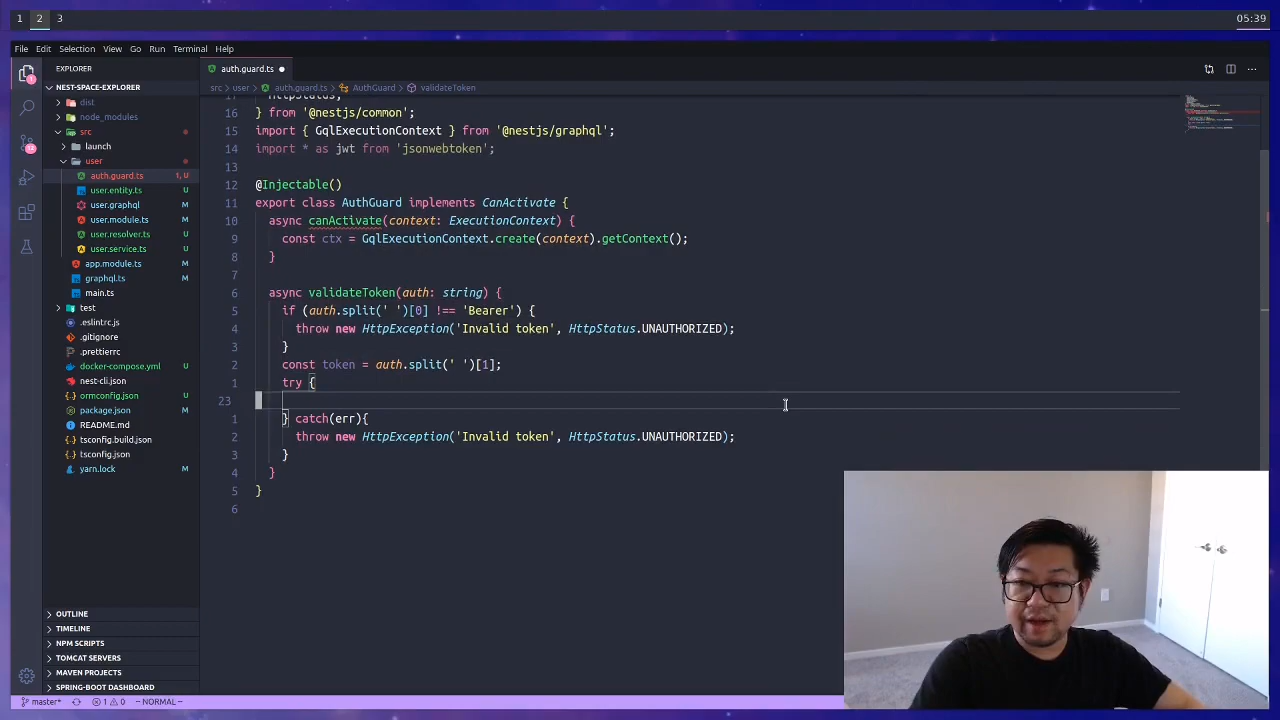 1 2 3
05:39
File Edit Selection View Go Run Terminal Help
EXPLORER
NEST-SPACE-EXPLORER
dist
node_modules
src
launch
user
auth.guard.ts 1, U
user.entity.ts U
user.graphql U
user.module.ts U
user.resolver.ts U
user.service.ts U
app.module.ts M
graphql.ts M
main.ts
test
.eslintrc.js
.gitignore
.prettierrc
docker-compose.yml U
nest-cli.json
ormconfig.json U
package.json M
README.md
tsconfig.build.json
tsconfig.json
yarn.lock M
OUTLINE
TIMELINE
NPM SCRIPTS
TOMCAT SERVERS
MAVEN PROJECTS
SPRING-BOOT DASHBOARD
1
12
auth.guard.ts
src > user > auth.guard.ts > AuthGuard > validateToken
17 HttpStatus,
16 } from '@nestjs/common';
15 import { GqlExecutionContext } from '@nestjs/graphql';
14 import * as jwt from 'jsonwebtoken';
13
12 @Injectable()
11 export class AuthGuard implements CanActivate {
10 async canActivate(context: ExecutionContext) {
9 const ctx = GqlExecutionContext.create(context).getContext();
8 }
7
6 async validateToken(auth: string) {
5 if (auth.split(' ')[0] !== 'Bearer') {
4 throw new HttpException('Invalid token', HttpStatus.UNAUTHORIZED);
3 }
2 const token = auth.split(' ')[1];
1 try {
23
1 } catch(err){
2 throw new HttpException('Invalid token', HttpStatus.UNAUTHORIZED);
3 }
4 }
5 }
6
master* 1 0 --NORMAL--